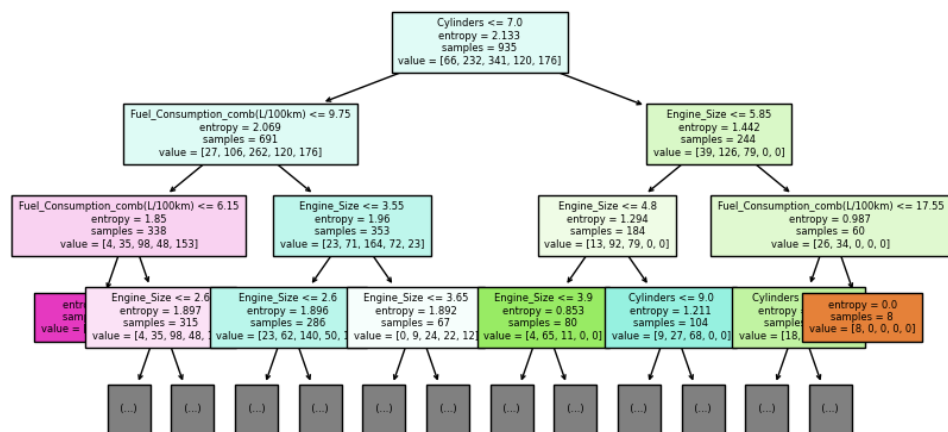 Cylinders <= 7.0
entropy = 2.133
samples = 935
value = [66, 232, 341, 120, 176]
Fuel_Consumption_comb(L/100km) <= 9.75
entropy = 2.069
samples = 691
value = [27, 106, 262, 120, 176]
Engine_Size <= 5.85
entropy = 1.442
samples = 244
value = [39, 126, 79, 0, 0]
Fuel_Consumption_comb(L/100km) <= 6.15
entropy = 1.85
samples = 338
value = [4, 35, 98, 48, 153]
Engine_Size <= 3.55
entropy = 1.96
samples = 353
value = [23, 71, 164, 72, 23]
Engine_Size <= 4.8
entropy = 1.294
samples = 184
value = [13, 92, 79, 0, 0]
Fuel_Consumption_comb(L/100km) <= 17.55
entropy = 0.987
samples = 60
value = [26, 34, 0, 0, 0]
value =
Engine_Size <= 2.6
entropy = 1.897
samples = 315
value = [4, 35, 98, 48,
Engine_Size <= 2.6
entropy = 1.896
samples = 286
value = [23, 62, 140, 50,
Engine_Size <= 3.65
entropy = 1.892
samples = 67
value = [0, 9, 24, 22, 12]
Engine_Size <= 3.9
entropy = 0.853
samples = 80
value = [4, 65, 11, 0, 0]
Cylinders <= 9.0
entropy = 1.211
samples = 104
value = [9, 27, 68, 0, 0]
Cylinders
value = [18,
entropy = 0.0
samples = 8
value = [8, 0, 0, 0, 0]
(...)
(...)
(...)
(...)
(...)
(...)
(...)
(...)
(...)
(...)
(...)
(...)